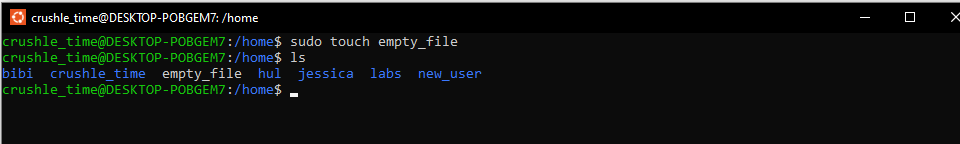 crushle_time@DESKTOP-POBGEM7: /home
crushle_time@DESKTOP-POBGEM7:/home$ sudo touch empty_file
crushle_time@DESKTOP-POBGEM7:/home$ ls
bibi  crushle_time  empty_file  hul  jessica  labs  new_user
crushle_time@DESKTOP-POBGEM7:/home$